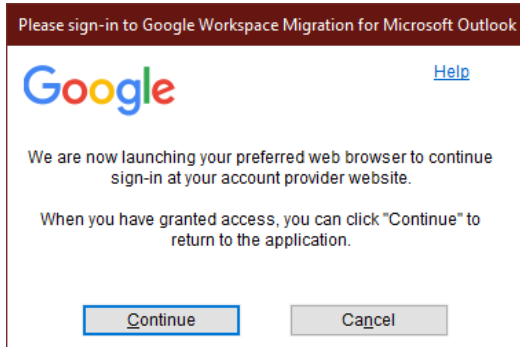 Please sign-in to Google Workspace Migration for Microsoft Outlook
Google
Help
We are now launching your preferred web browser to continue
sign-in at your account provider website.
When you have granted access, you can click "Continue" to
return to the application.
Continue
Cancel